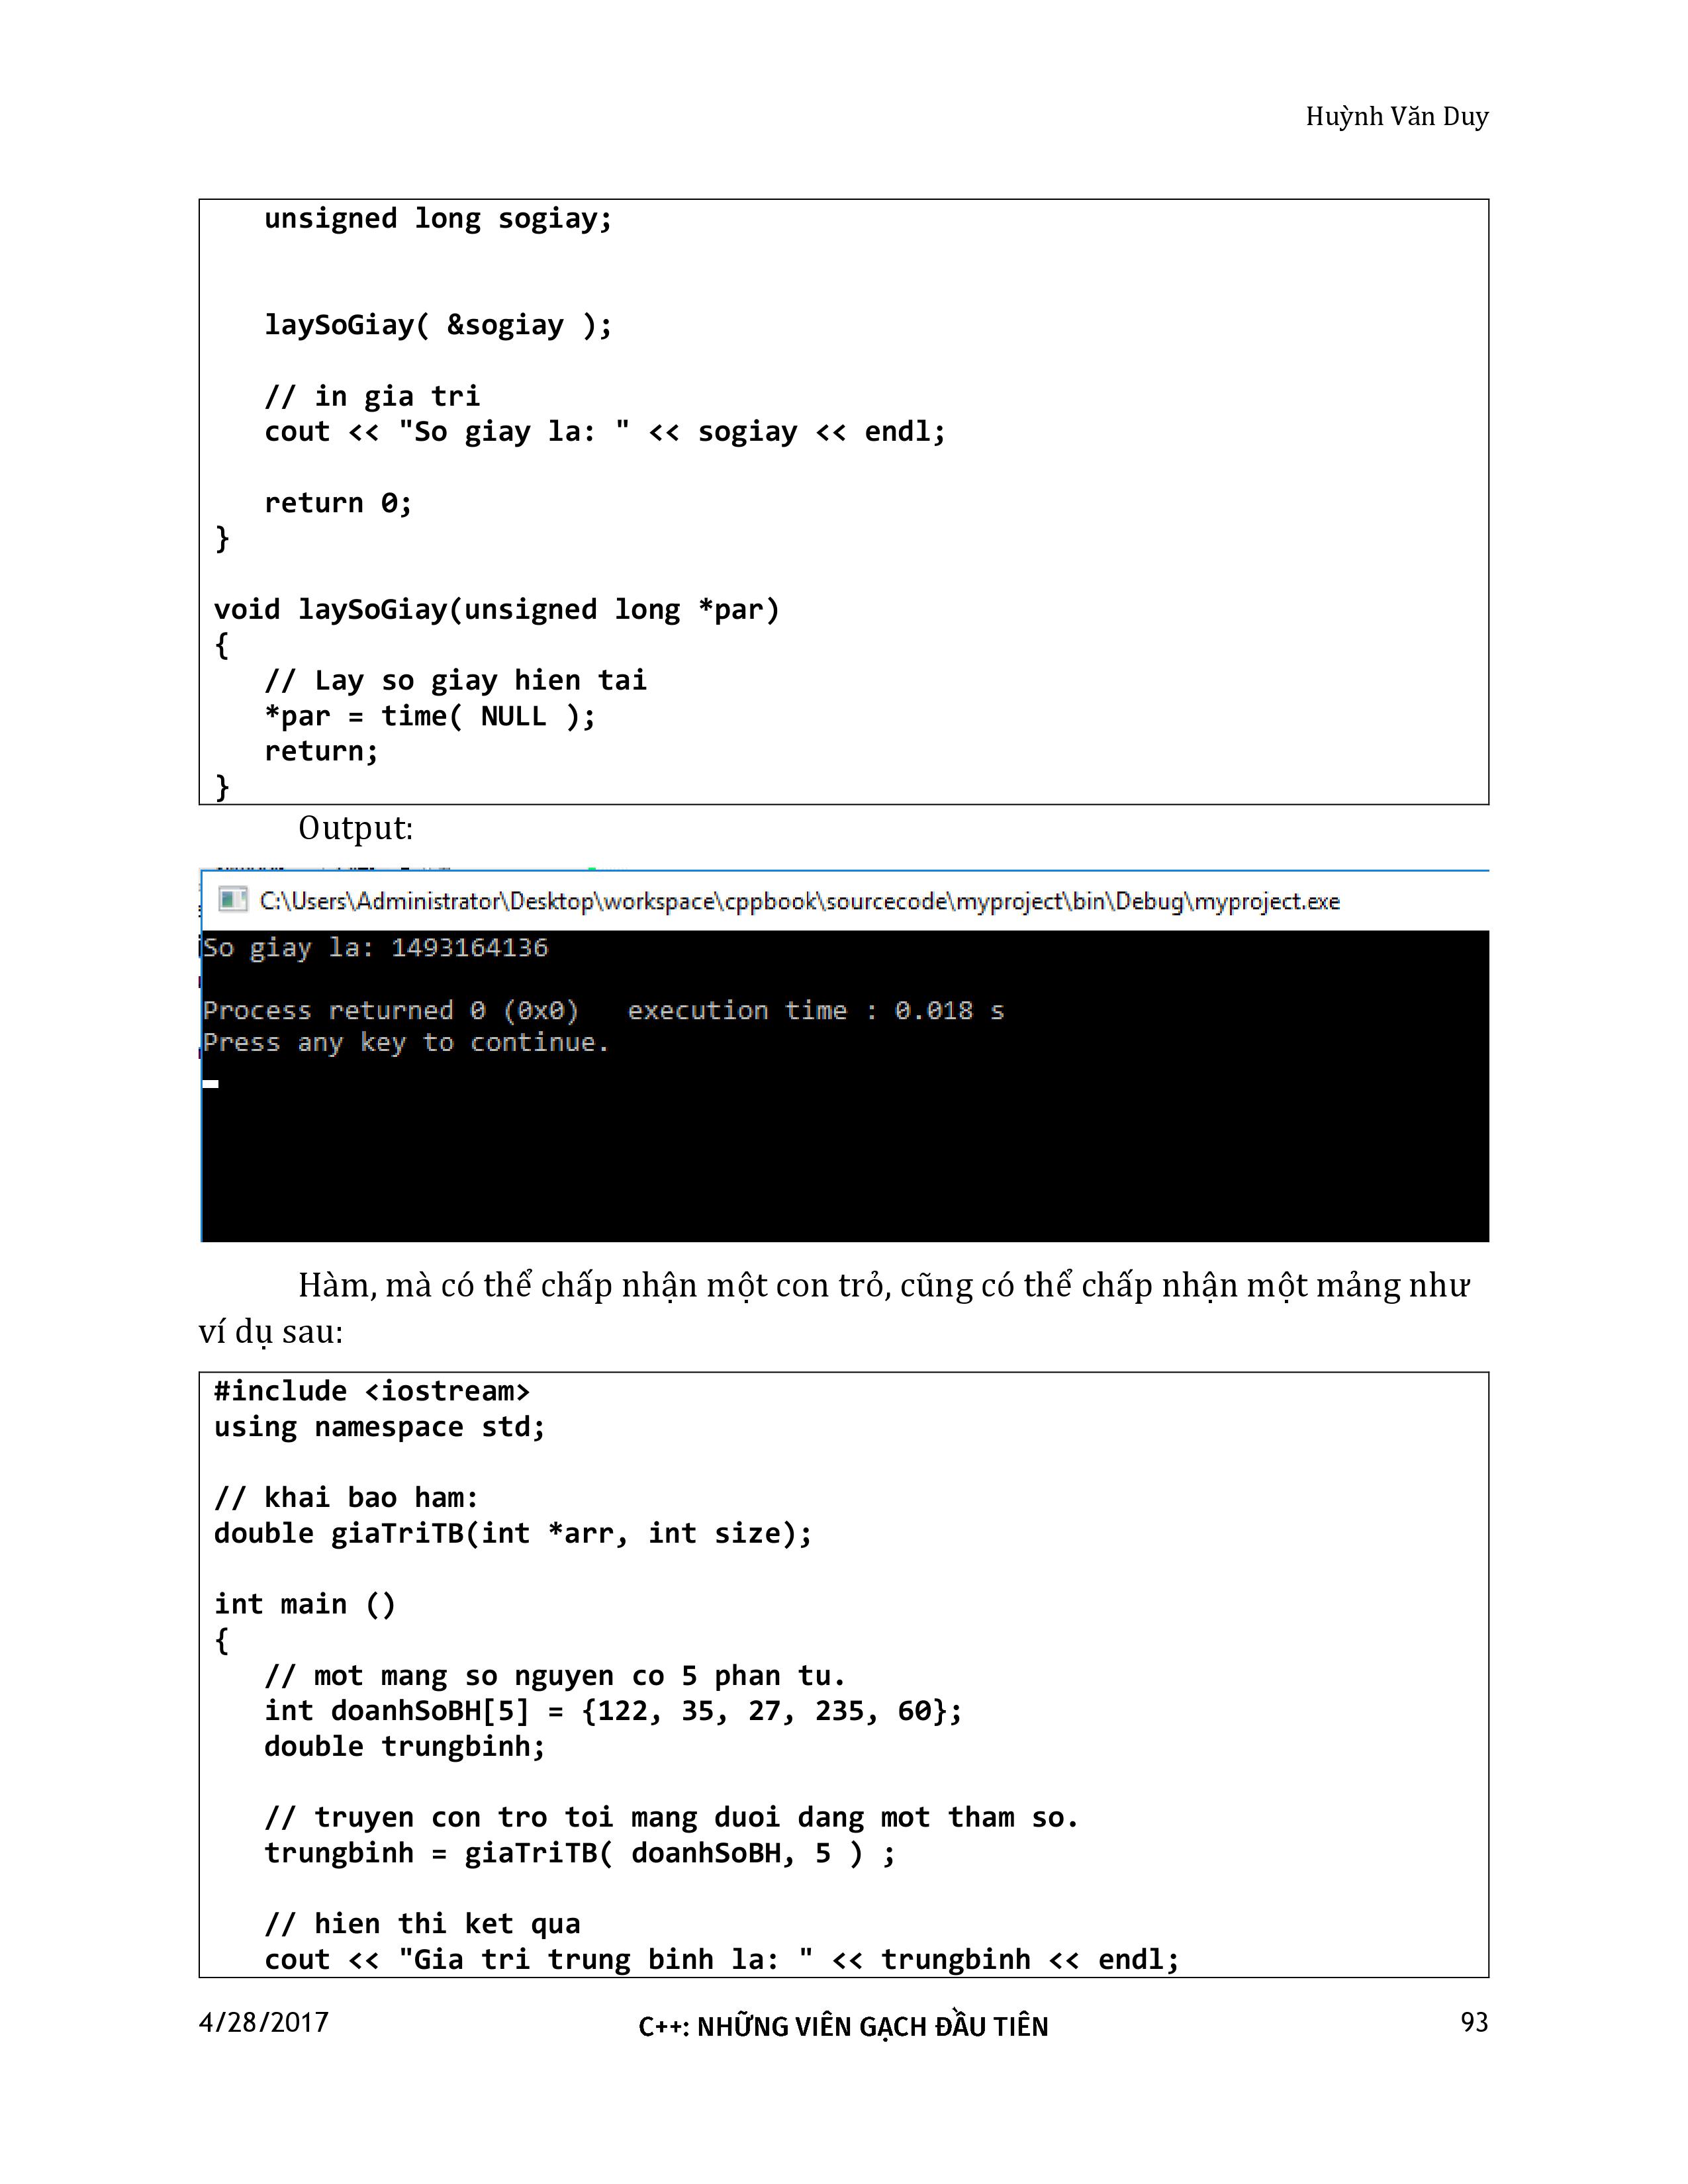 Huỳnh Văn Duy
unsigned long sogiay;
laySoGiay( &sogiay );
// in gia tri
cout << "So giay la: " << sogiay << endl;
return 0;
}
void laySoGiay(unsigned long *par)
{
// Lay so giay hien tai
*par = time( NULL );
return;
}
Output:
C:\Users\Administrator\Desktop\workspace\cppbook\sourcecode\myproject\bin\Debug\myproject.exe
So giay la: 1493164136
Process returned 0 (0x0)   execution time : 0.018 s
Press any key to continue.
Hàm, mà có thể chấp nhận một con trỏ, cũng có thể chấp nhận một mảng như
ví dụ sau:
#include <iostream>
using namespace std;
// khai bao ham:
double giaTriTB(int *arr, int size);
int main ()
{
// mot mang so nguyen co 5 phan tu.
int doanhSoBH[5] = {122, 35, 27, 235, 60};
double trungbinh;
// truyen con tro toi mang duoi dang mot tham so.
trungbinh = giaTriTB( doanhSoBH, 5 ) ;
// hien thi ket qua
cout << "Gia tri trung binh la: " << trungbinh << endl;
4/28/2017 C++: NHỮNG VIÊN GẠCH ĐẦU TIÊN 93